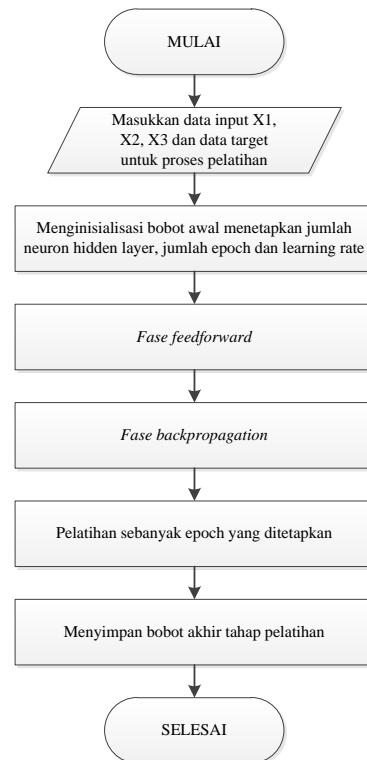 MULAI
Masukkan data input X1,
X2, X3 dan data target
untuk proses pelatihan
Menginisialisasi bobot awal menetapkan jumlah
neuron hidden layer, jumlah epoch dan learning rate
Fase feedforward
Fase backpropagation
Pelatihan sebanyak epoch yang ditetapkan
Menyimpan bobot akhir tahap pelatihan
SELESAI